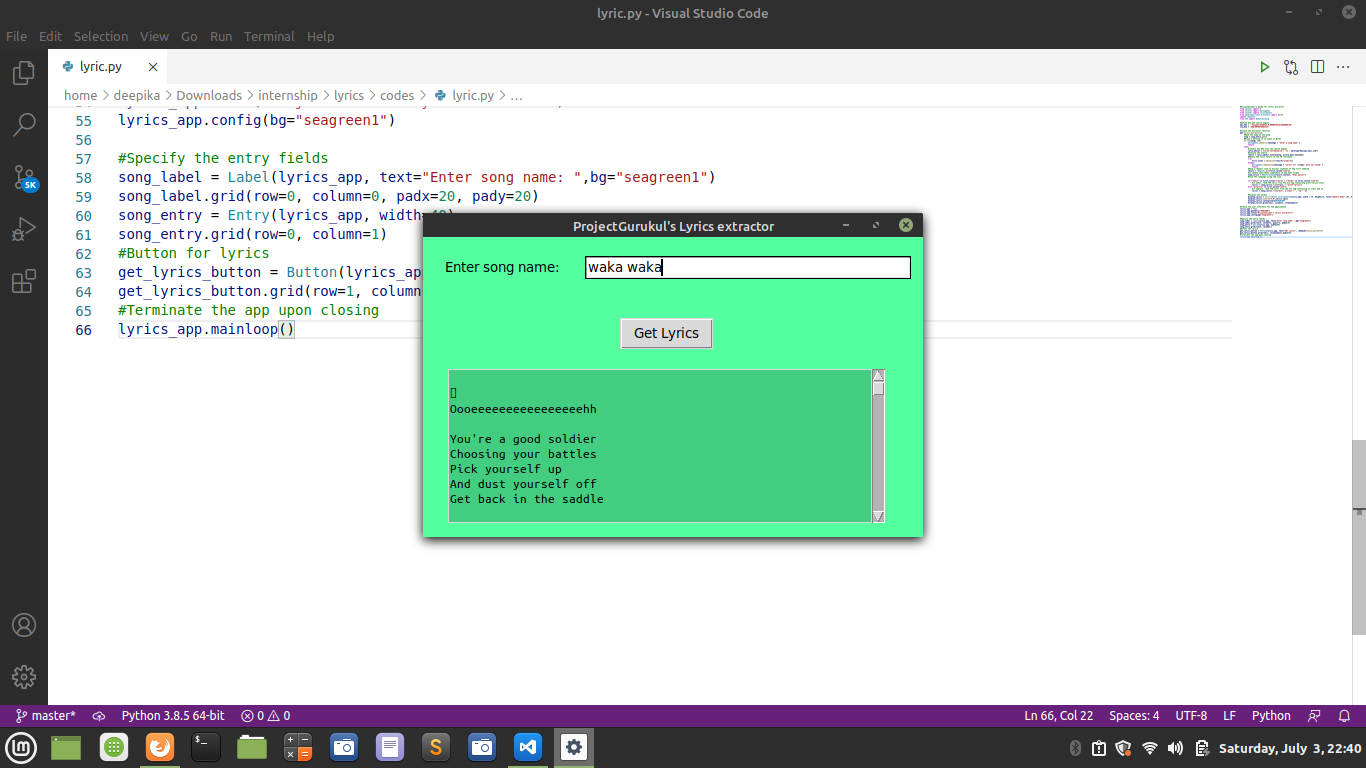 lyric.py - Visual Studio Code
File Edit Selection View Go Run Terminal Help
lyric.py
home > deepika > Downloads > internship > lyrics > codes > lyric.py > ...
55 lyrics_app.config(bg="seagreen1")
56
57 #Specify the entry fields
58 song_label = Label(lyrics_app, text="Enter song name: ",bg="seagreen1")
59 song_label.grid(row=0, column=0, padx=20, pady=20)
60 song_entry = Entry(lyrics_app, width=
61 song_entry.grid(row=0, column=1)
62 #Button for lyrics
63 get_lyrics_button = Button(lyrics_ap
64 get_lyrics_button.grid(row=1, colum
65 #Terminate the app upon closing
66 lyrics_app.mainloop()
ProjectGurukul's Lyrics extractor
Enter song name: waka waka
Get Lyrics
Oooeeeeeeeeeeeeeeeehh
You're a good soldier
Choosing your battles
Pick yourself up
And dust yourself off
Get back in the saddle
5K
master* Python 3.8.5 64-bit 0 0 Ln 66, Col 22 Spaces: 4 UTF-8 LF Python
Saturday, July 3, 22:40